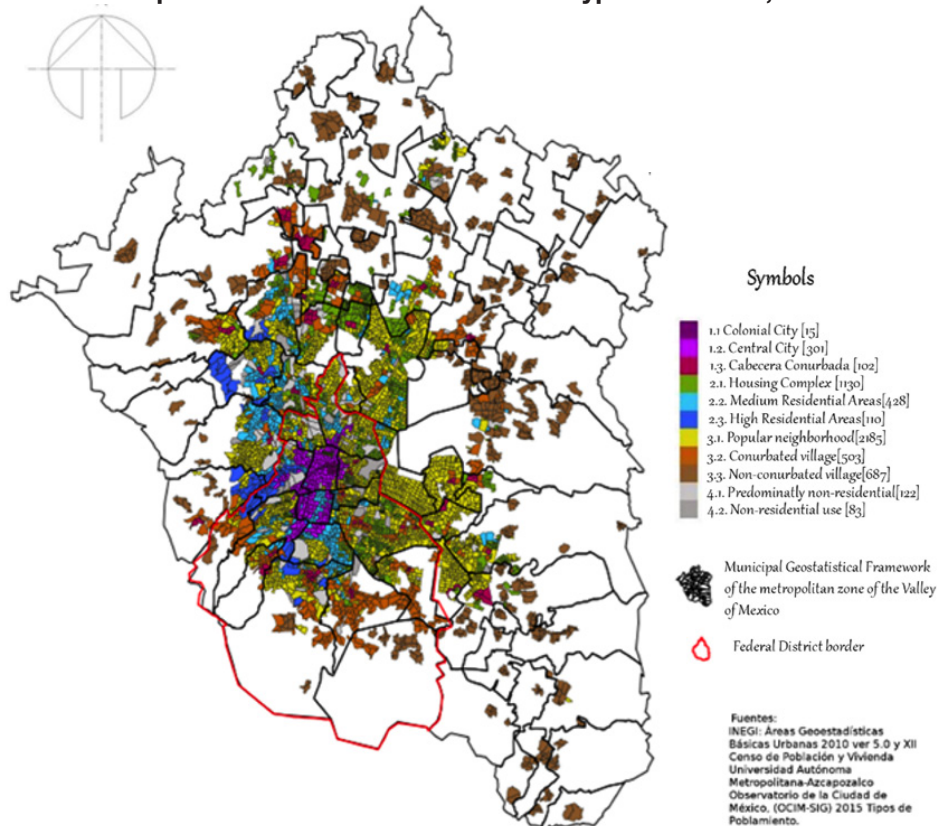 Symbols
1.1 Colonial City [15]
1.2. Central City [301]
1.3. Cabecera Conurbada [102]
2.1. Housing Complex [1130]
2.2. Medium Residential Areas[428]
2.3. High Residential Areas[110]
3.1. Popular neighborhood[2185]
3.2. Conurbated village[503]
3.3. Non-conurbated village[687]
4.1. Predominatly non-residential[122]
4.2. Non-residential use [83]
Municipal Geostatistical Framework
of the metropolitan zone of the Valley
of Mexico
Federal District border
Fuentes:
INEGI: Áreas Geoestadísticas
Básicas Urbanas 2010 ver 5.0 y XII
Censo de Población y Vivienda
Universidad Autónoma
Metropolitana-Azcapozalco
Observatorio de la Ciudad de
México, (OCIM-SIG) 2015 Tipos de
Poblamiento.